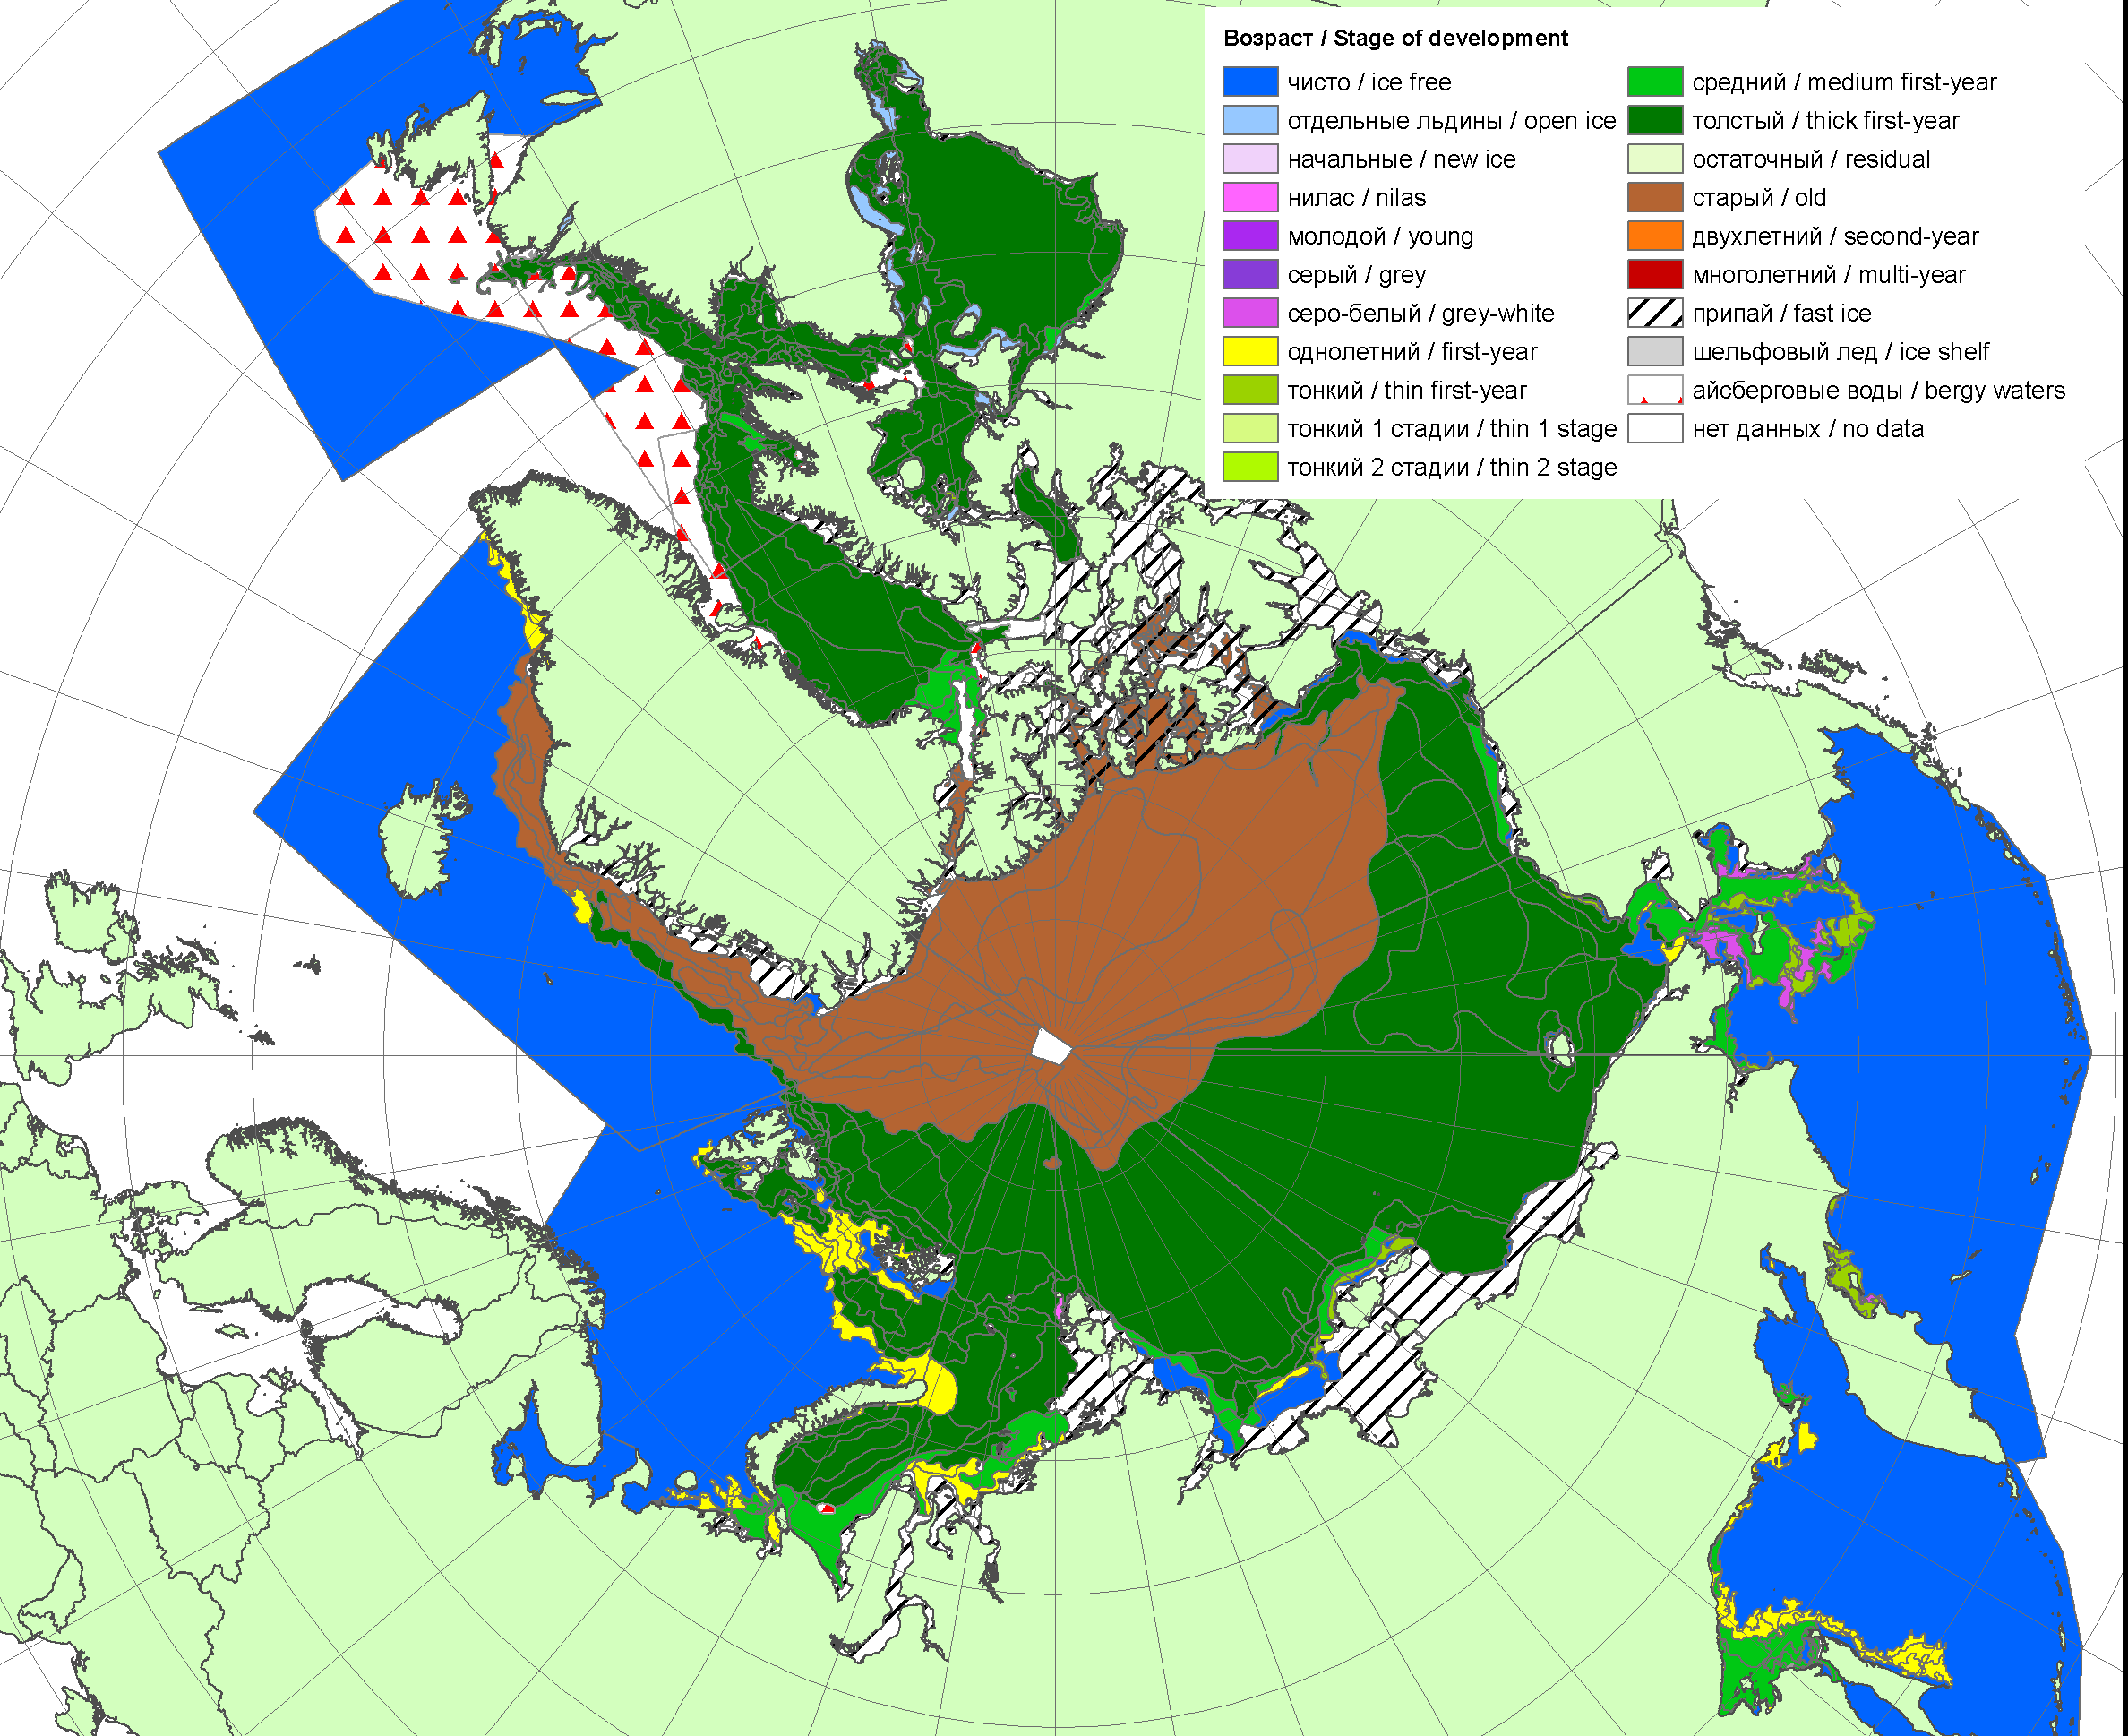 Возраст / Stage of development
чисто / ice free
отдельные льдины / open ice
начальные / new ice
нилас / nilas
молодой / young
серый / grey
серо-белый / grey-white
однолетний / first-year
тонкий / thin first-year
тонкий 1 стадии / thin 1 stage
тонкий 2 стадии / thin 2 stage
средний / medium first-year
толстый / thick first-year
остаточный / residual
старый / old
двухлетний / second-year
многолетний / multi-year
припай / fast ice
шельфовый лед / ice shelf
айсберговые воды / bergy waters
нет данных / no data